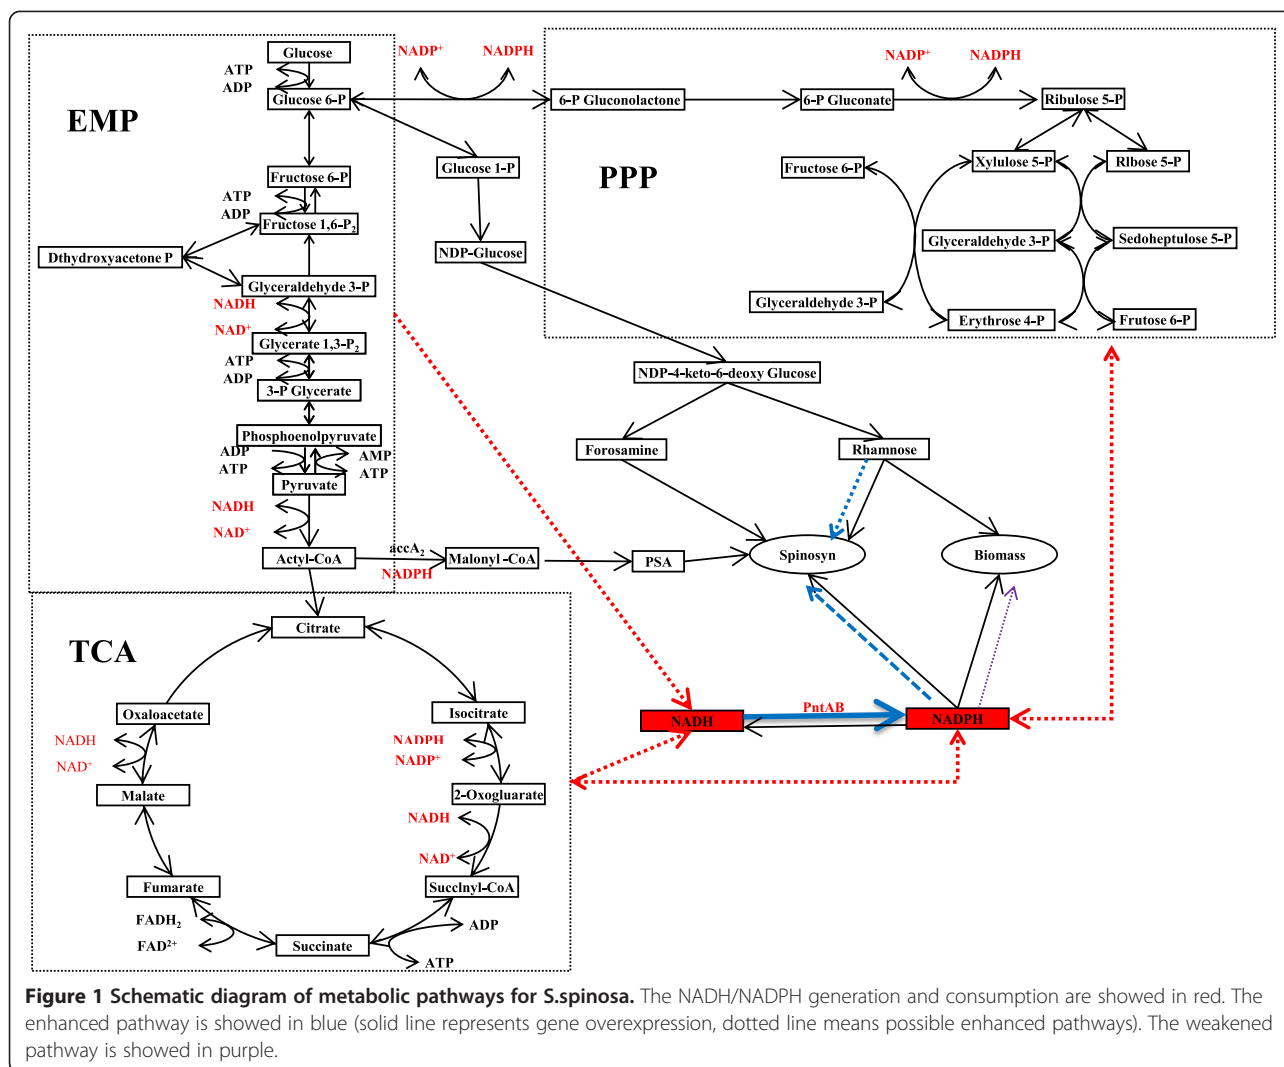 Glucose
ATP
ADP
Glucose 6-P
EMP
Fructose 6-P
ATP
ADP
Fructose 1,6-P₂
Dthydroxyacetone P
Glyceraldehyde 3-P
NADH
NAD⁺
Glycerate 1,3-P₂
ATP
ADP
3-P Glycerate
Phosphoenolpyruvate
ADP
ATP
AMP
ATP
Pyruvate
NADH
NAD⁺
Actyl-CoA
accA₂
NADPH
Malonyl-CoA
PSA
NADP⁺
NADPH
6-P Gluconolactone
6-P Gluconate
NADP⁺
NADPH
Ribulose 5-P
Glucose 1-P
NDP-Glucose
PPP
Fructose 6-P
Xylulose 5-P
RIbose 5-P
Glyceraldehyde 3-P
Sedoheptulose 5-P
Glyceraldehyde 3-P
Erythrose 4-P
Frutose 6-P
NDP-4-keto-6-deoxy Glucose
Forosamine
Rhamnose
Spinosyn
Biomass
NADH
PntAB
NADPH
TCA
Citrate
Oxaloacetate
Isocitrate
NADH
NAD⁺
NADPH
NADP⁺
Malate
2-Oxogluarate
NADH
NAD⁺
Fumarate
Succlnyl-CoA
FADH₂
FAD²⁺
Succinate
ADP
ATP
Figure 1 Schematic diagram of metabolic pathways for S.spinosa. The NADH/NADPH generation and consumption are showed in red. The
enhanced pathway is showed in blue (solid line represents gene overexpression, dotted line means possible enhanced pathways). The weakened
pathway is showed in purple.